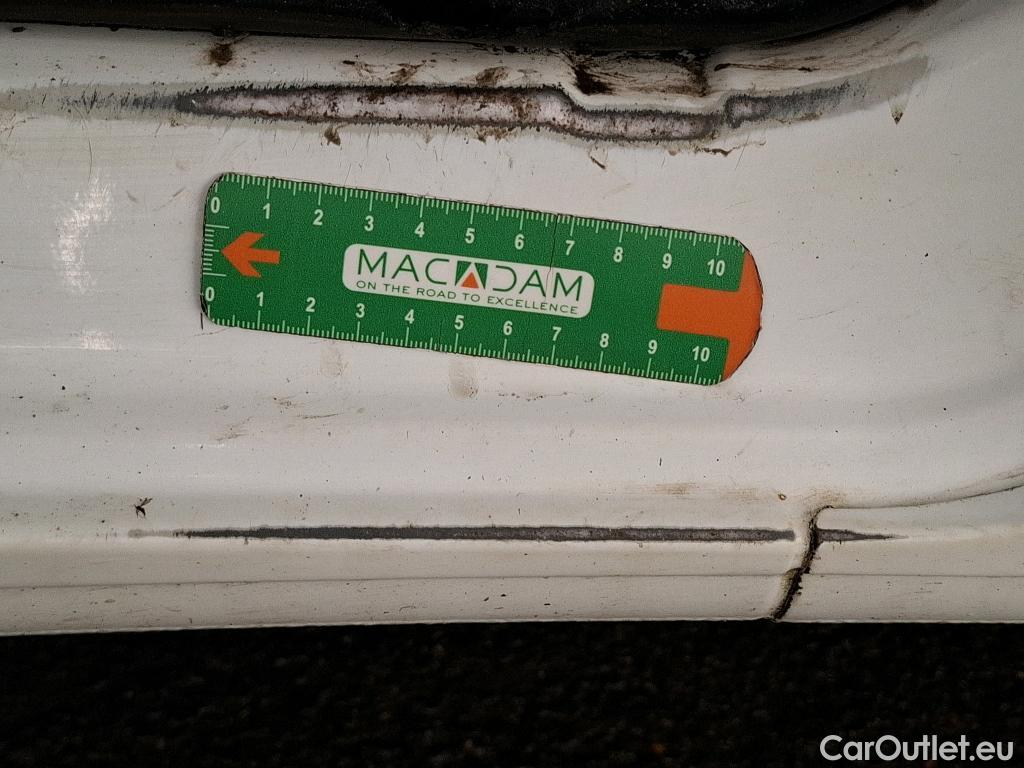 0 1 2 3 4 5 6 7 8 9 10
MACADAM
ON THE ROAD TO EXCELLENCE
0 1 2 3 4 5 6 7 8 9 10
CarOutlet.eu